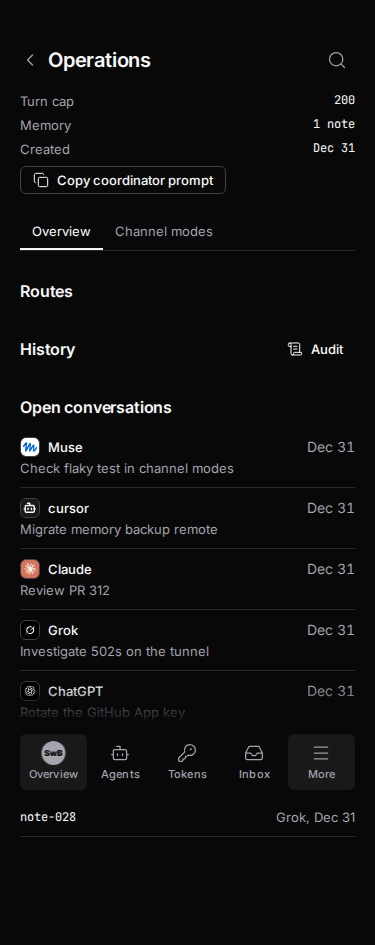 Operations
Turn cap 200
Memory 1 note
Created Dec 31
Copy coordinator prompt
Overview Channel modes
Routes
History Audit
Open conversations
Muse Dec 31
Check flaky test in channel modes
cursor Dec 31
Migrate memory backup remote
Claude Dec 31
Review PR 312
Grok Dec 31
Investigate 502s on the tunnel
ChatGPT Dec 31
Rotate the GitHub App key
SwB
Overview Agents Tokens Inbox More
note-028 Grok, Dec 31